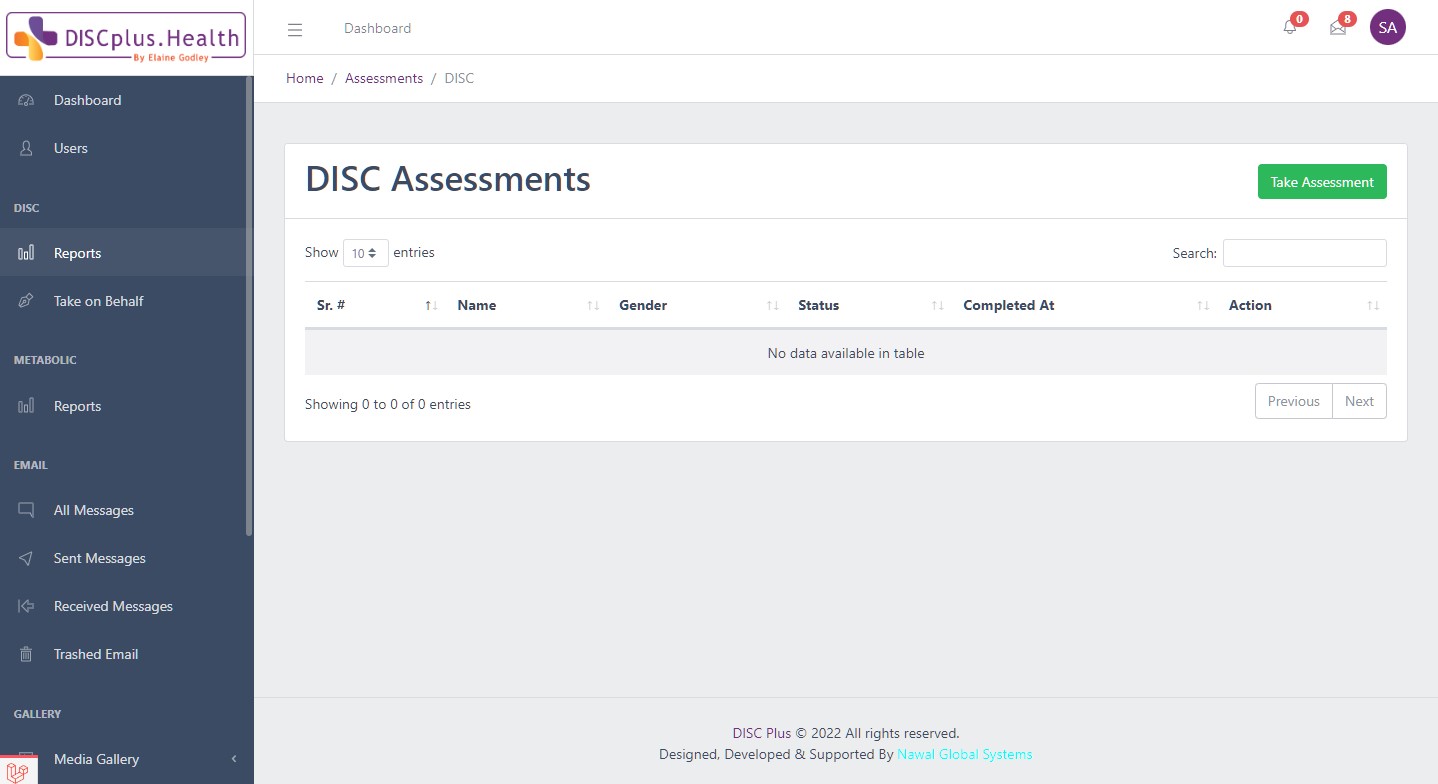 DISCplus.Health
By Elaine Godley
Dashboard
0
8
SA
Home / Assessments / DISC
Dashboard
Users
DISC
Reports
Take on Behalf
METABOLIC
Reports
EMAIL
All Messages
Sent Messages
Received Messages
Trashed Email
GALLERY
Media Gallery
DISC Assessments
Take Assessment
Show 10 entries
Search:
Sr. # Name Gender Status Completed At Action
No data available in table
Showing 0 to 0 of 0 entries
Previous Next
DISC Plus © 2022 All rights reserved.
Designed, Developed & Supported By Nawal Global Systems